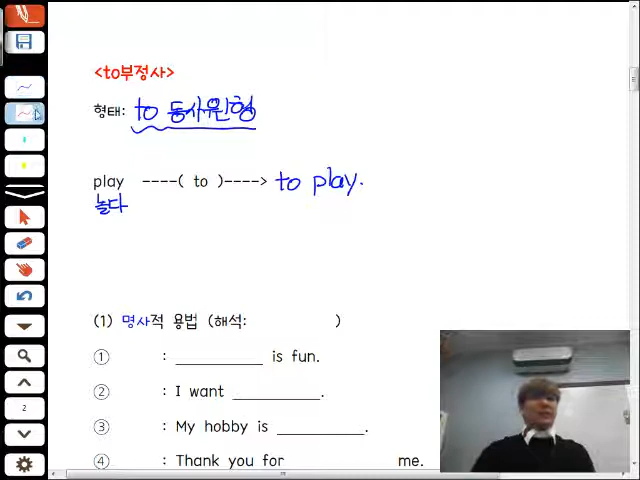 <to부정사>
형태: to 동사원형
play ----( to )----> to play.
놀다
(1) 명사적 용법 (해석: )
① : __________ is fun.
② : I want __________.
③ : My hobby is __________.
④ : Thank you for me.
2